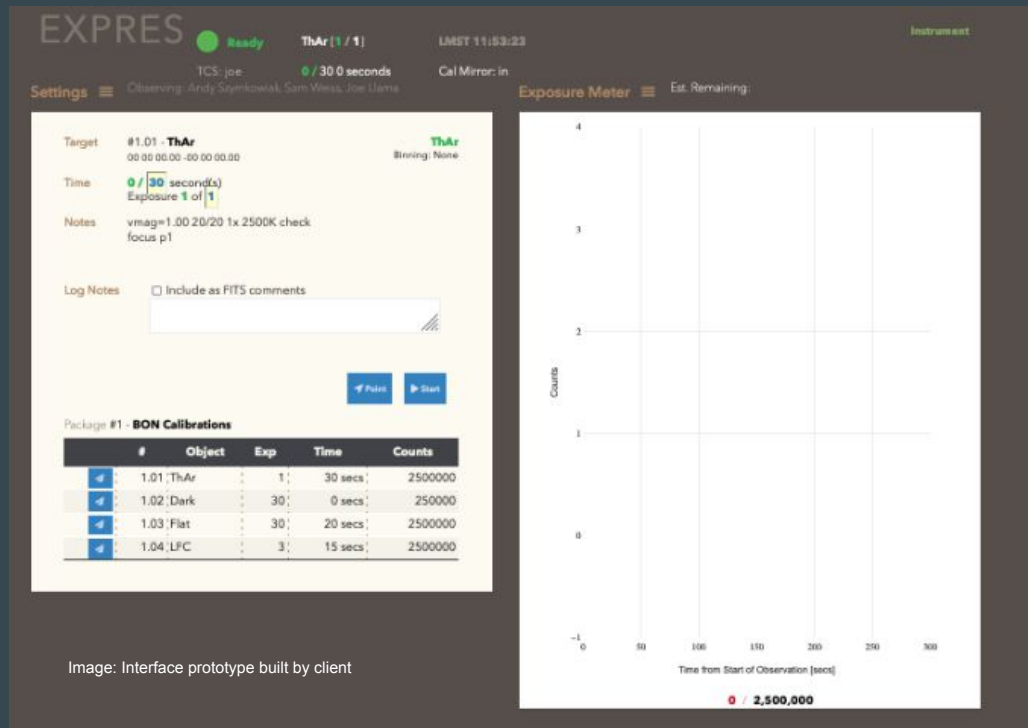 EXPRES
Ready
ThAr [1 / 1]
LMST 11:53:23
Instrument
TCS: joe
0 / 30 0 seconds
Cal Mirror: in
Settings
Observing: Andy Szymkowiak, Sam Weiss, Joe Llama
Exposure Meter
Est. Remaining:
Target
#1.01 - ThAr
ThAr
00 00 00.00 -00 00 00.00
Binning: None
Time
0 / 30 second(s)
Exposure 1 of 1
Notes
vmag=1.00 20/20 1x 2500K check
focus p1
Log Notes
Include as FITS comments
Point
Start
Package #1 - BON Calibrations
# Object Exp Time Counts
1.01 ThAr 1 30 secs 2500000
1.02 Dark 30 0 secs 250000
1.03 Flat 30 20 secs 2500000
1.04 LFC 3 15 secs 2500000
Image: Interface prototype built by client
4
3
2
1
0
-1
Counts
0 50 100 150 200 250 300
Time from Start of Observation [secs]
0 / 2,500,000